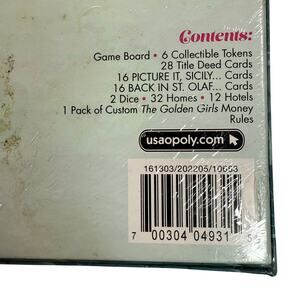 Contents:
Game Board • 6 Collectible Tokens
28 Title Deed Cards
16 PICTURE IT, SICILY... Cards
16 BACK IN ST. OLAF... Cards
2 Dice • 32 Homes • 12 Hotels
1 Pack of Custom The Golden Girls Money
Rules
usaopoly.com
161303/202205/10653
7 00304 04931